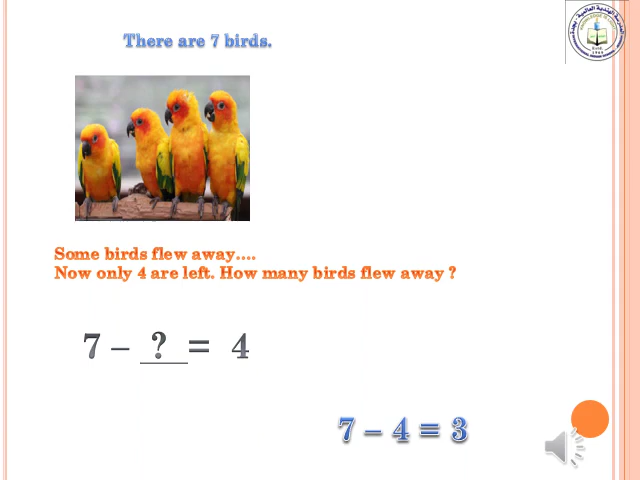 There are 7 birds.
Some birds flew away....
Now only 4 are left. How many birds flew away ?
7 – ? = 4
7 – 4 = 3